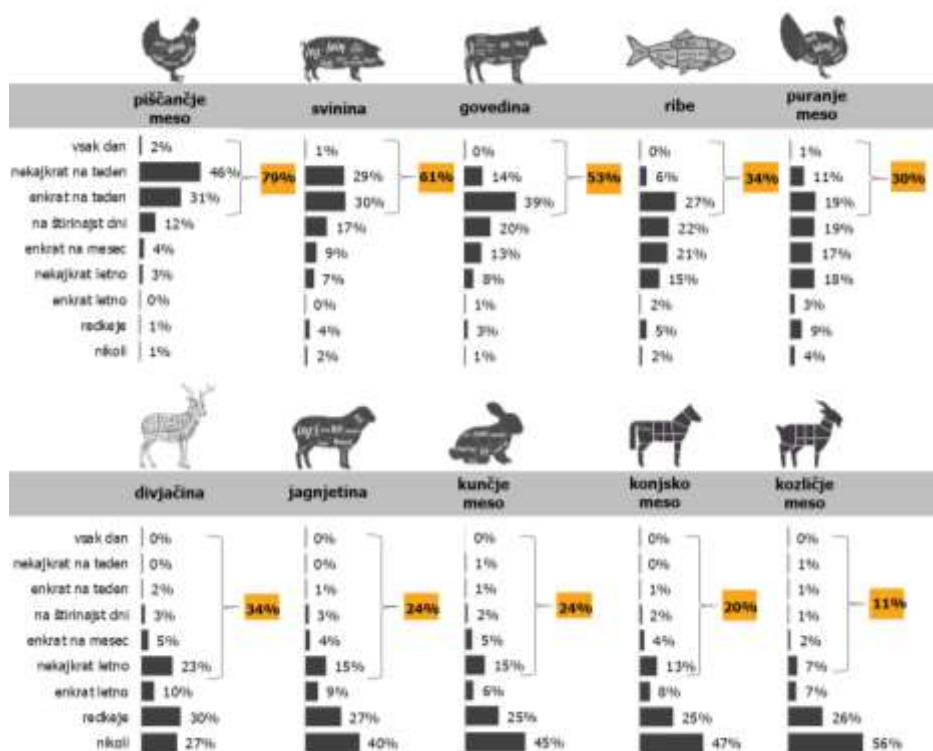 piščančje meso svinina govedina ribe puranje meso
vsak dan 2% 1% 0% 0% 1%
nekajkrat na teden 46% 29% 14% 6% 11%
79% 61% 53% 34% 30%
enkrat na teden 31% 30% 39% 27% 19%
na štirinajst dni 12% 17% 20% 22% 19%
enkrat na mesec 4% 9% 13% 21% 17%
nekajkrat letno 3% 7% 8% 15% 18%
enkrat letno 0% 0% 1% 2% 3%
redkeje 1% 4% 3% 5% 9%
nikoli 1% 2% 1% 2% 4%
divjačina jagnjetina kunčje meso konjsko meso kozličje meso
vsak dan 0% 0% 0% 0% 0%
nekajkrat na teden 0% 0% 1% 0% 1%
enkrat na teden 2% 1% 1% 1% 1%
34% 24% 24% 20% 11%
na štirinajst dni 3% 3% 2% 2% 1%
enkrat na mesec 5% 4% 5% 4% 2%
nekajkrat letno 23% 15% 15% 13% 7%
enkrat letno 10% 9% 6% 8% 7%
redkeje 30% 27% 25% 25% 26%
nikoli 27% 40% 45% 47% 56%